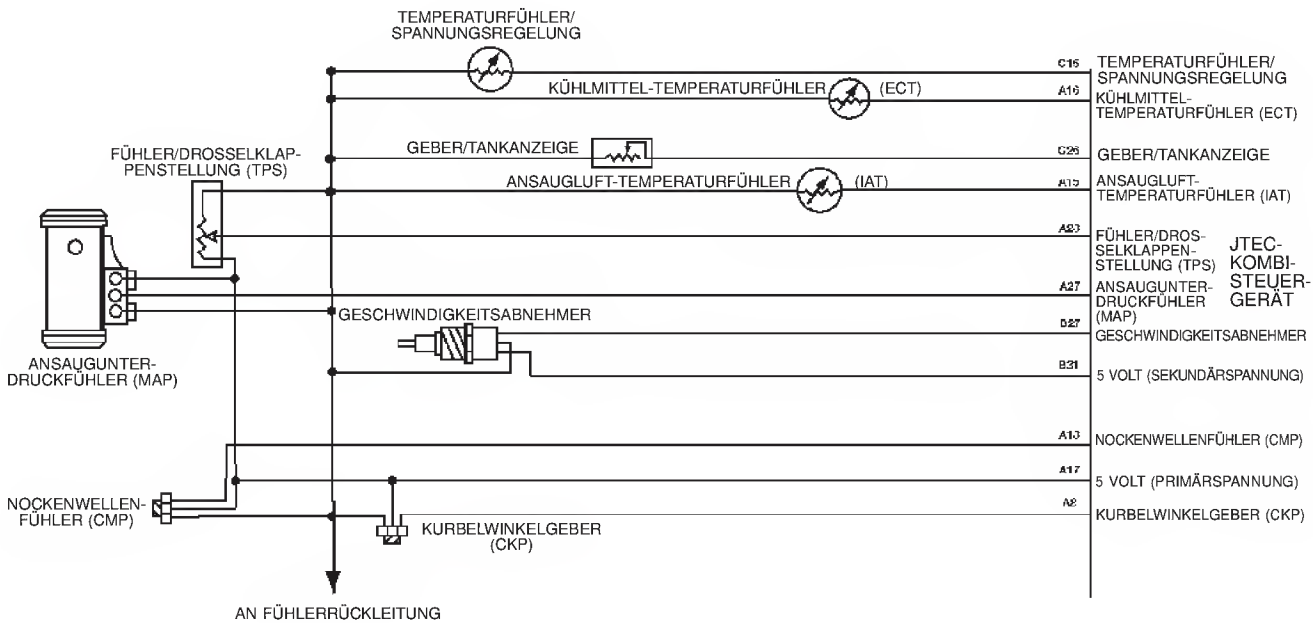 TEMPERATURFÜHLER/
SPANNUNGSREGELUNG
C15
TEMPERATURFÜHLER/
SPANNUNGSREGELUNG
KÜHLMITTEL-TEMPERATURFÜHLER
(ECT)
A16
KÜHLMITTEL-
TEMPERATURFÜHLER (ECT)
FÜHLER/DROSSELKLAP-
PENSTELLUNG (TPS)
GEBER/TANKANZEIGE
C26
GEBER/TANKANZEIGE
ANSAUGLUFT-TEMPERATURFÜHLER
(IAT)
A15
ANSAUGLUFT-
TEMPERATURFÜHLER (IAT)
A23
FÜHLER/DROS-
SELKLAPPEN-
STELLUNG (TPS)
JTEC-
KOMBI-
STEUER-
GERÄT
A27
ANSAUGUNTER-
DRUCKFÜHLER
(MAP)
GESCHWINDIGKEITSABNEHMER
B27
GESCHWINDIGKEITSABNEHMER
ANSAUGUNTER-
DRUCKFÜHLER (MAP)
B31
5 VOLT (SEKUNDÄRSPANNUNG)
A13
NOCKENWELLENFÜHLER (CMP)
A17
5 VOLT (PRIMÄRSPANNUNG)
NOCKENWELLEN-
FÜHLER (CMP)
A8
KURBELWINKELGEBER (CKP)
KURBELWINKELGEBER
(CKP)
AN FÜHLERRÜCKLEITUNG